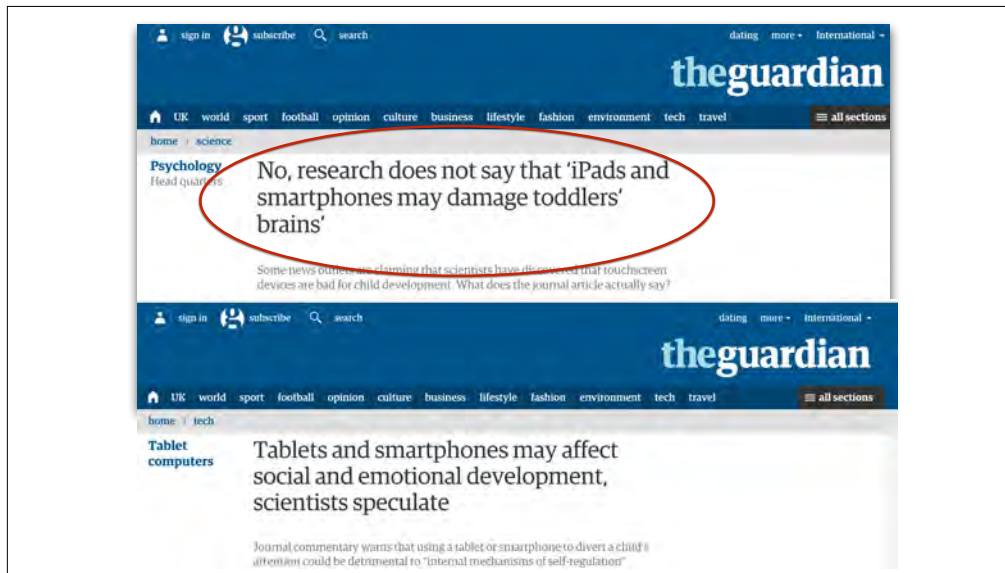 sign in subscribe search dating more International
theguardian
UK world sport football opinion culture business lifestyle fashion environment tech travel all sections
home science
Psychology
Head quarters
No, research does not say that ‘iPads and
smartphones may damage toddlers’
brains’
Some news outlets are claiming that scientists have discovered that touchscreen
devices are bad for child development. What does the journal article actually say?
sign in subscribe search dating more International
theguardian
UK world sport football opinion culture business lifestyle fashion environment tech travel all sections
home tech
Tablet
computers
Tablets and smartphones may affect
social and emotional development,
scientists speculate
Journal commentary warns that using a tablet or smartphone to divert a child's
attention could be detrimental to “internal mechanisms of self-regulation”